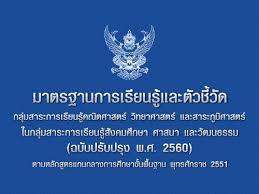 มาตรฐานการเรียนรู้และตัวชี้วัด
กลุ่มสาระการเรียนรู้คณิตศาสตร์ วิทยาศาสตร์ และสาระภูมิศาสตร์
ในกลุ่มสาระการเรียนรู้สังคมศึกษา ศาสนา และวัฒนธรรม
(ฉบับปรับปรุง พ.ศ. 2560)
ตามหลักสูตรแกนกลางการศึกษาขั้นพื้นฐาน พุทธศักราช 2551